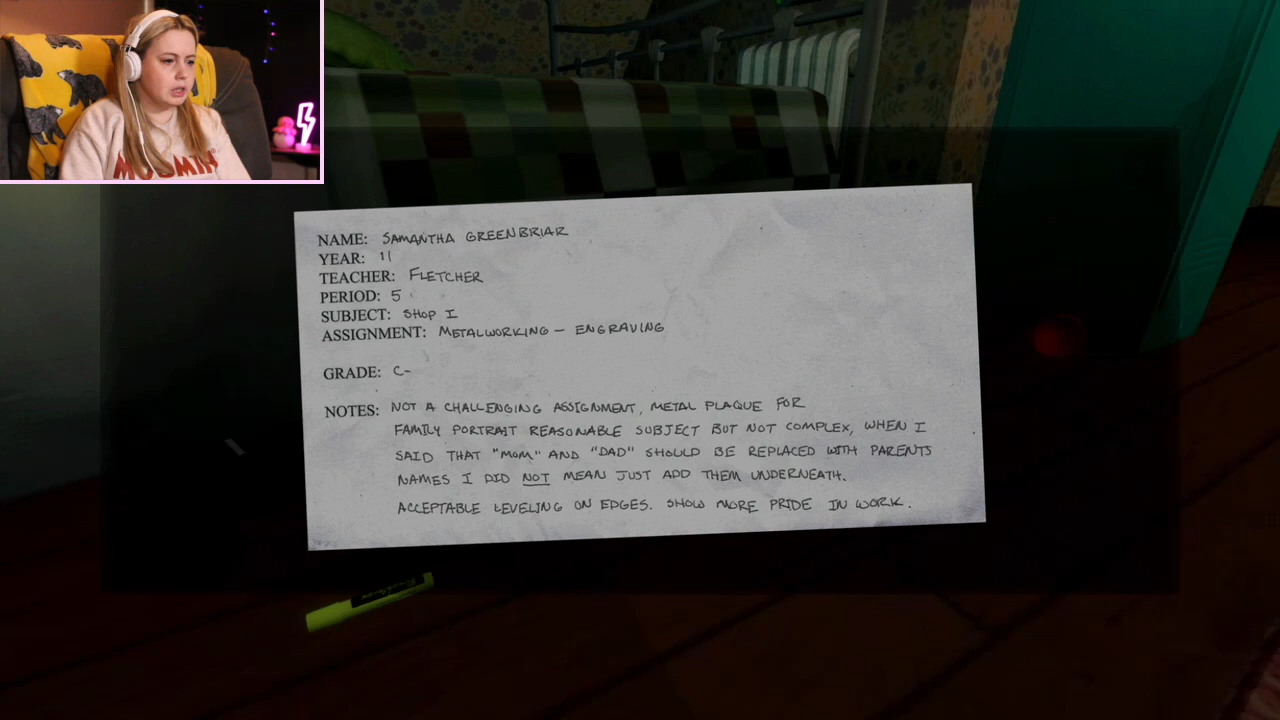 NAME: SAMANTHA GREENBRIAR
YEAR: 11
TEACHER: FLETCHER
PERIOD: 5
SUBJECT: SHOP I
ASSIGNMENT: METALWORKING - ENGRAVING
GRADE: C-
NOTES: NOT A CHALLENGING ASSIGNMENT, METAL PLAQUE FOR
FAMILY PORTRAIT REASONABLE SUBJECT BUT NOT COMPLEX, WHEN I
SAID THAT "MOM" AND "DAD" SHOULD BE REPLACED WITH PARENTS
NAMES I DID NOT MEAN JUST ADD THEM UNDERNEATH.
ACCEPTABLE LEVELING ON EDGES. SHOW MORE PRIDE IN WORK.